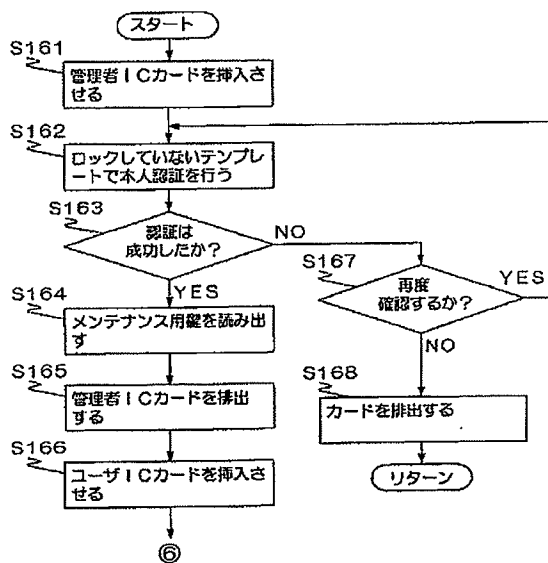 スタート
S161
管理者ICカードを挿入さ
せる
S162
ロックしていないテンプレ
ートで本人認証を行う
S163
認証は
成功したか?
NO
YES
S167
再度
確認するか?
YES
NO
S164
メンテナンス用鍵を読み出
す
S165
管理者ICカードを排出
する
S168
カードを排出する
S166
ユーザICカードを挿入さ
せる
リターン
⑥